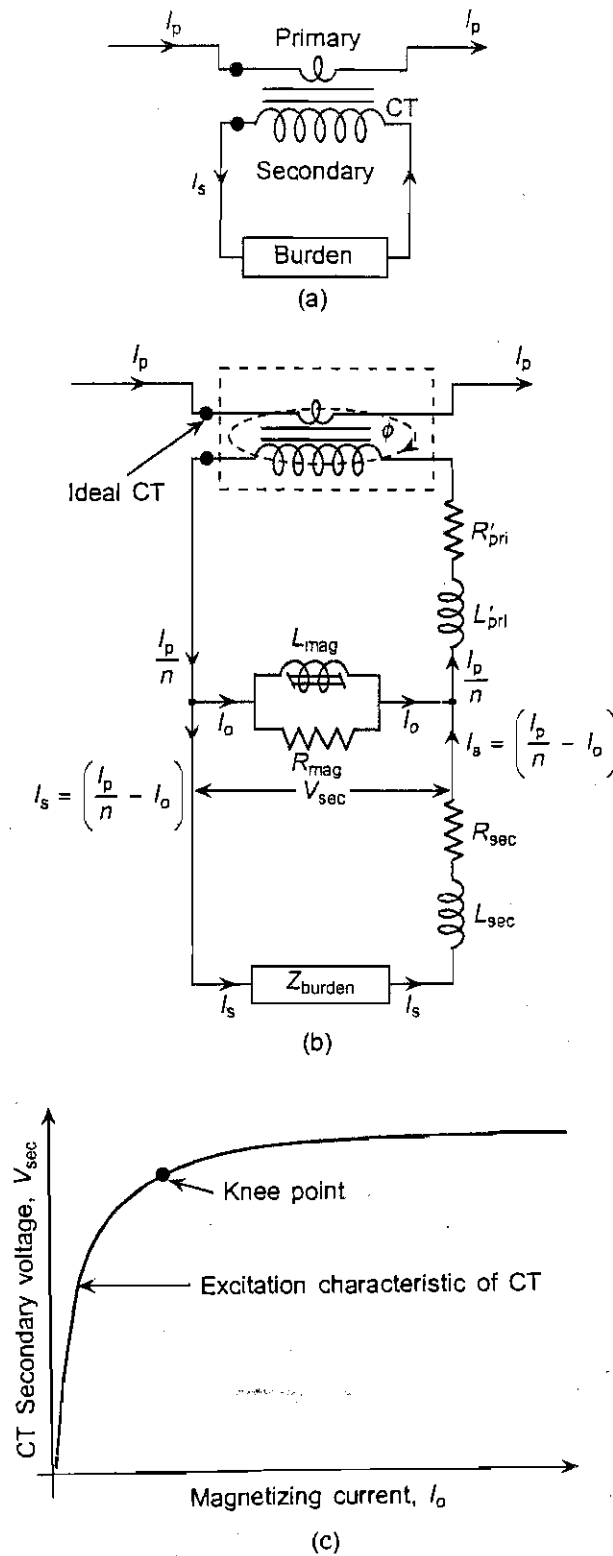 Ip
Ip
Primary
CT
Is
Secondary
Burden
(a)
Ip
Ip
ϕ
Ideal CT
R′pri
L′pri
Lmag
Ip/n
Ip/n
Io
Io
Rmag
Is = (Ip/n − Io)
Is = (Ip/n − Io)
Vsec
Rsec
Lsec
Zburden
Is
Is
(b)
CT Secondary voltage, Vsec
Knee point
Excitation characteristic of CT
Magnetizing current, Io
(c)